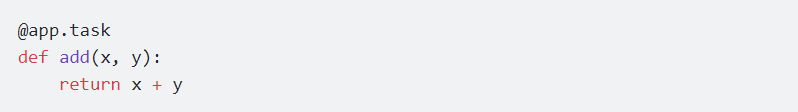 @app.task
def add(x, y):
    return x + y